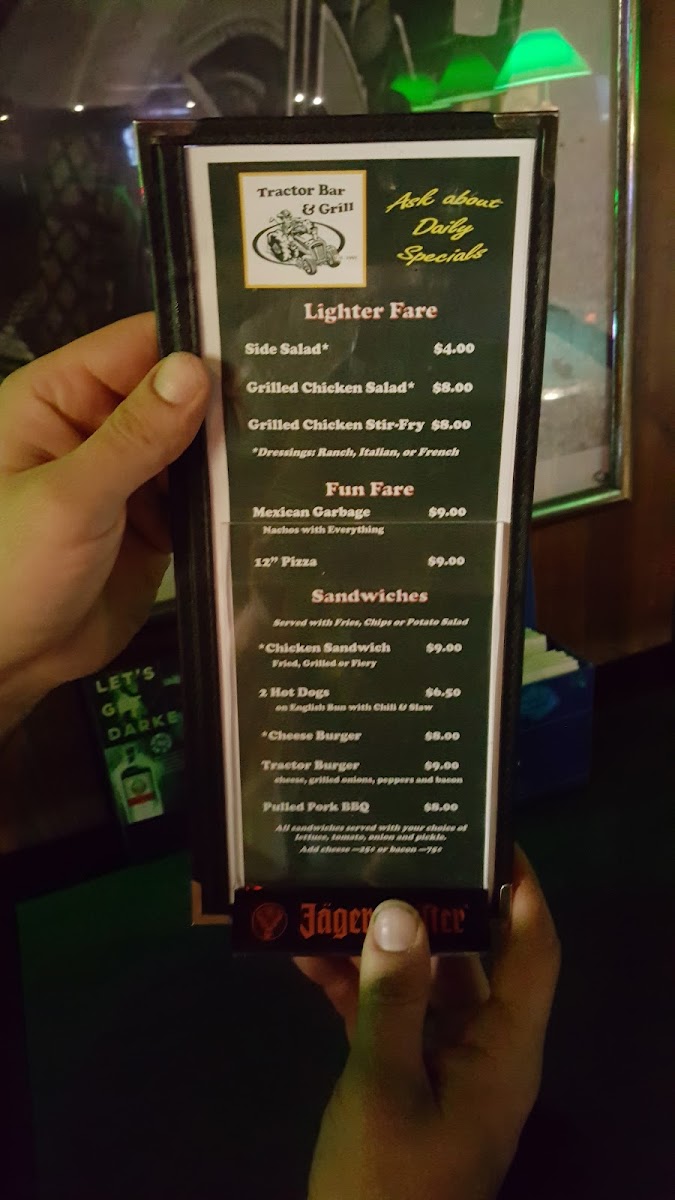 Tractor Bar
& Grill
Ask about
Daily
Specials
Lighter Fare
Side Salad* $4.00
Grilled Chicken Salad* $8.00
Grilled Chicken Stir-Fry $8.00
*Dressings: Ranch, Italian, or French
Fun Fare
Mexican Garbage $9.00
Nachos with Everything
12" Pizza $9.00
Sandwiches
Served with Fries, Chips or Potato Salad
*Chicken Sandwich $9.00
Fried, Grilled or Fiery
2 Hot Dogs $6.50
on English Bun with Chili & Slaw
*Cheese Burger $8.00
Tractor Burger $9.00
cheese, grilled onions, peppers and bacon
Pulled Pork BBQ $8.00
All sandwiches served with your choice of
lettuce, tomato, onion and pickle.
Add cheese —25¢ or bacon —75¢
LET'S
DARKE